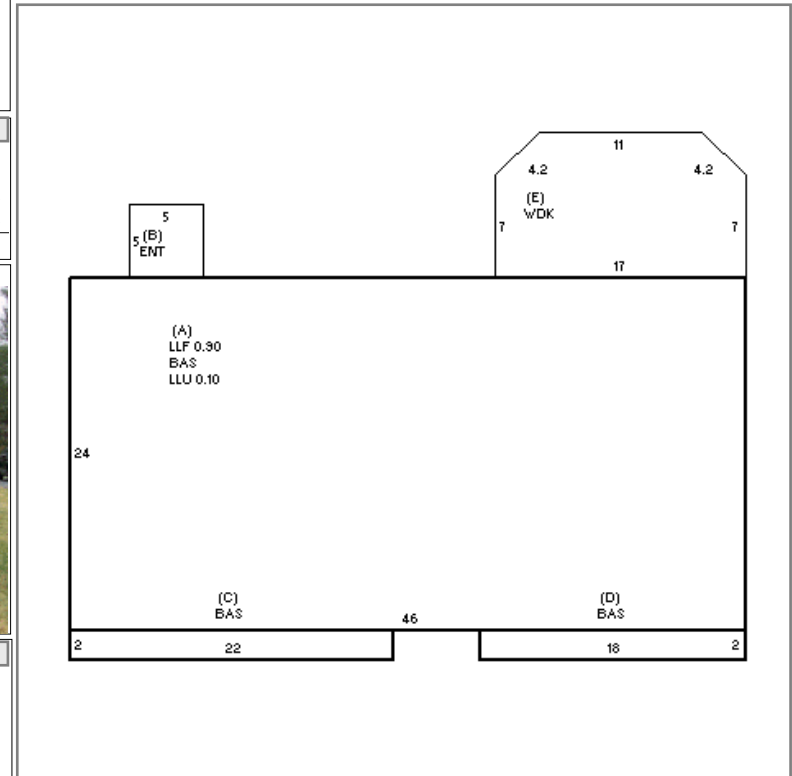 11
4.2
4.2
(E)
WDK
7
7
17
5
5
(B)
ENT
(A)
LLF 0.90
BAS
LLU 0.10
24
(C)
BAS
(D)
BAS
46
2
22
18
2